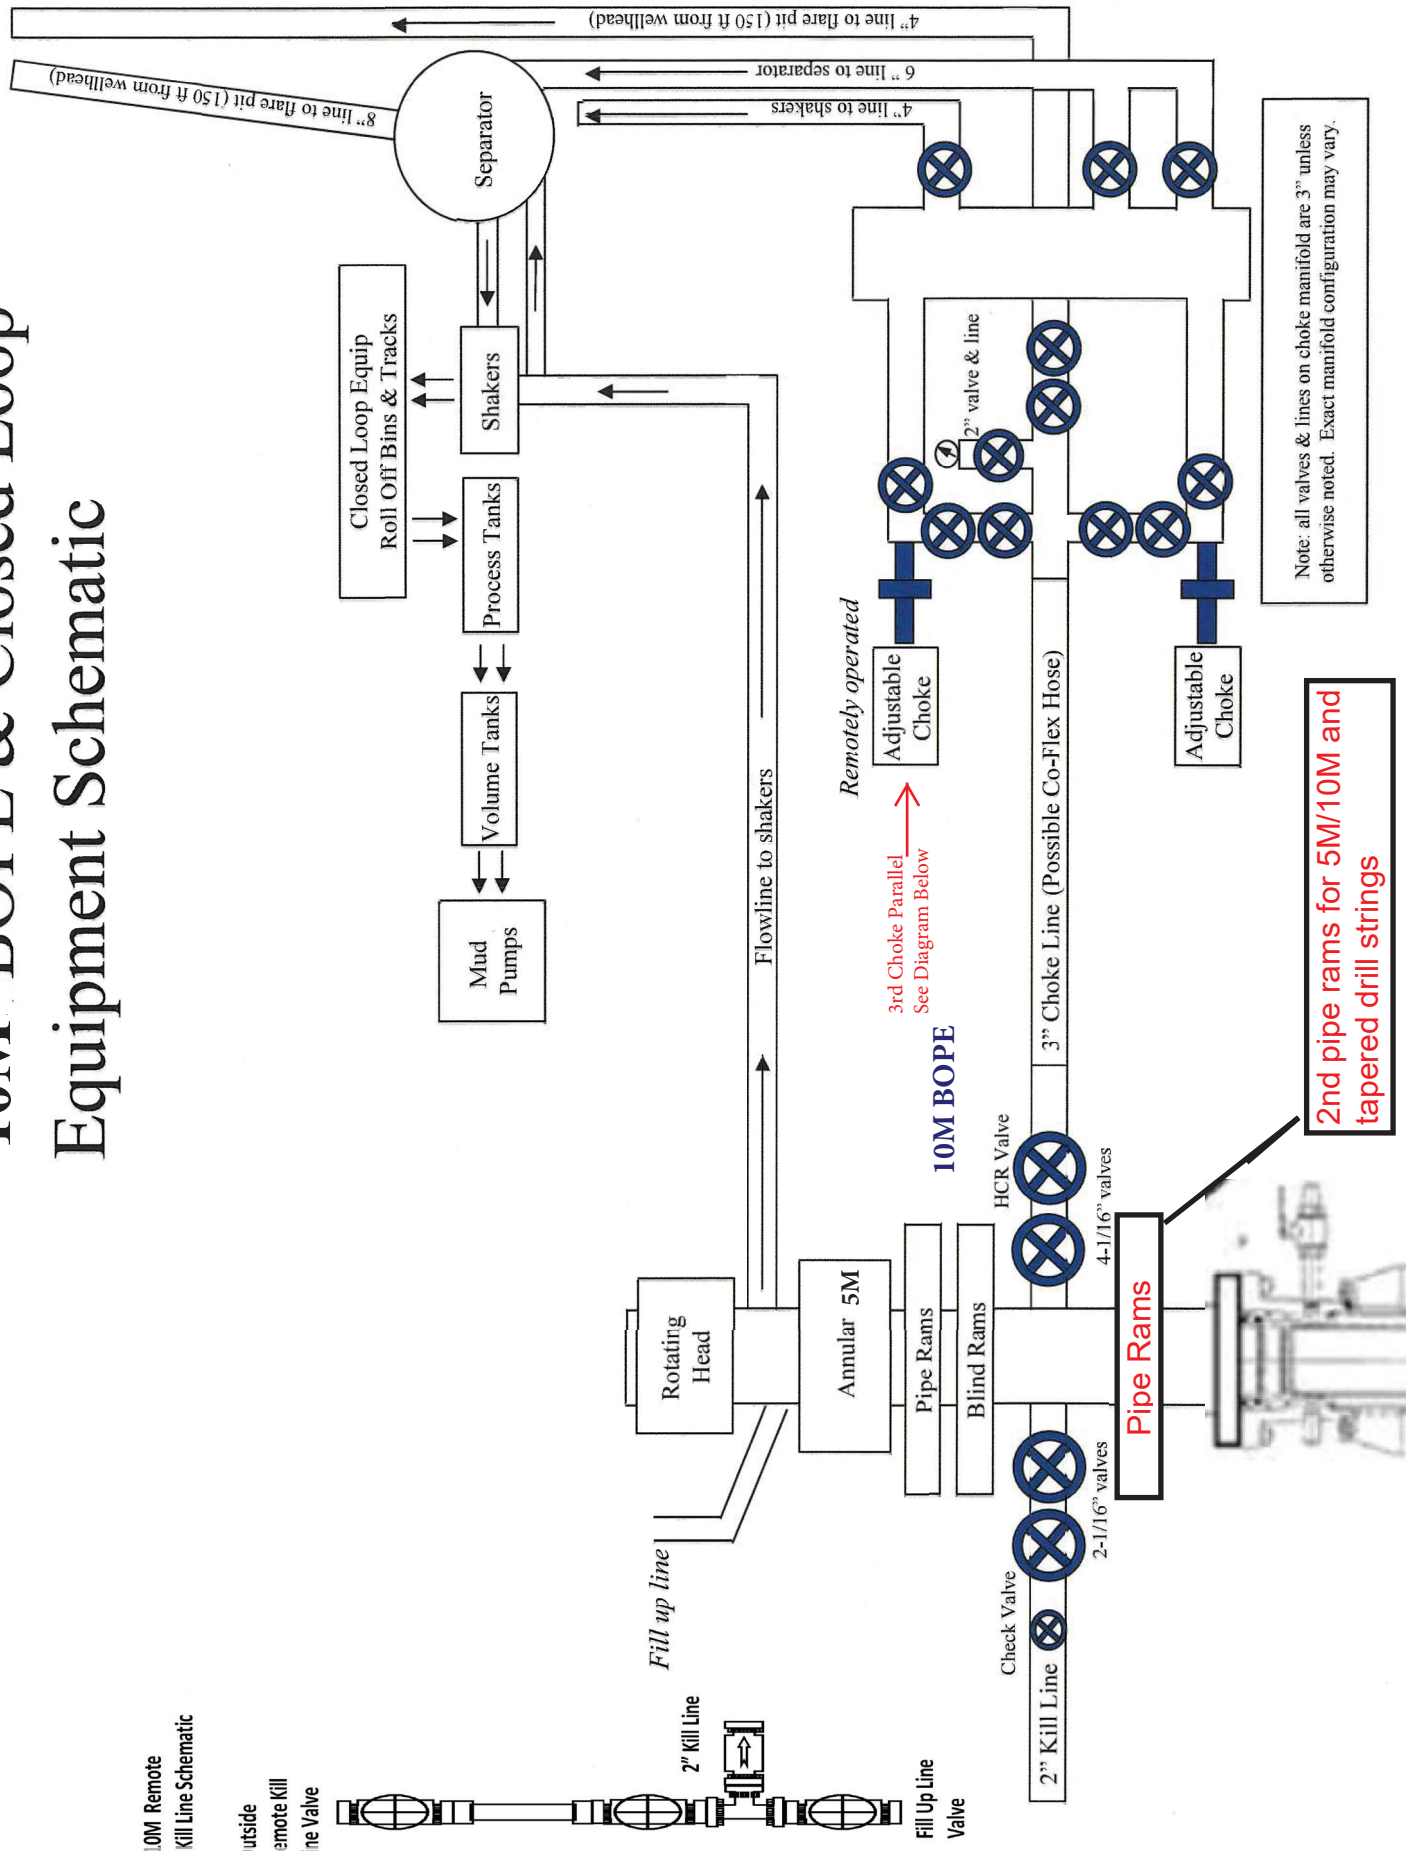 10M BOPE & Closed Loop
Equipment Schematic
4" line to flare pit (150 ft from wellhead)
8" line to flare pit (150 ft from wellhead)
6" line to separator
4" line to shakers
Separator
Closed Loop Equip
Roll Off Bins & Tracks
Shakers
Process Tanks
Volume Tanks
Mud
Pumps
Flowline to shakers
Rotating
Head
Fill up line
Annular 5M
Pipe Rams
Blind Rams
10M BOPE
HCR Valve
4-1/16" valves
Check Valve
2-1/16" valves
2" Kill Line
3" Choke Line (Possible Co-Flex Hose)
2" valve & line
Remotely operated
Adjustable
Choke
3rd Choke Parallel
See Diagram Below
Adjustable
Choke
Note: all valves & lines on choke manifold are 3" unless
otherwise noted. Exact manifold configuration may vary.
Pipe Rams
2nd pipe rams for 5M/10M and
tapered drill strings
Remote
Kill Line Schematic
Kill
Valve
2" Kill Line
Fill Up Line
Valve